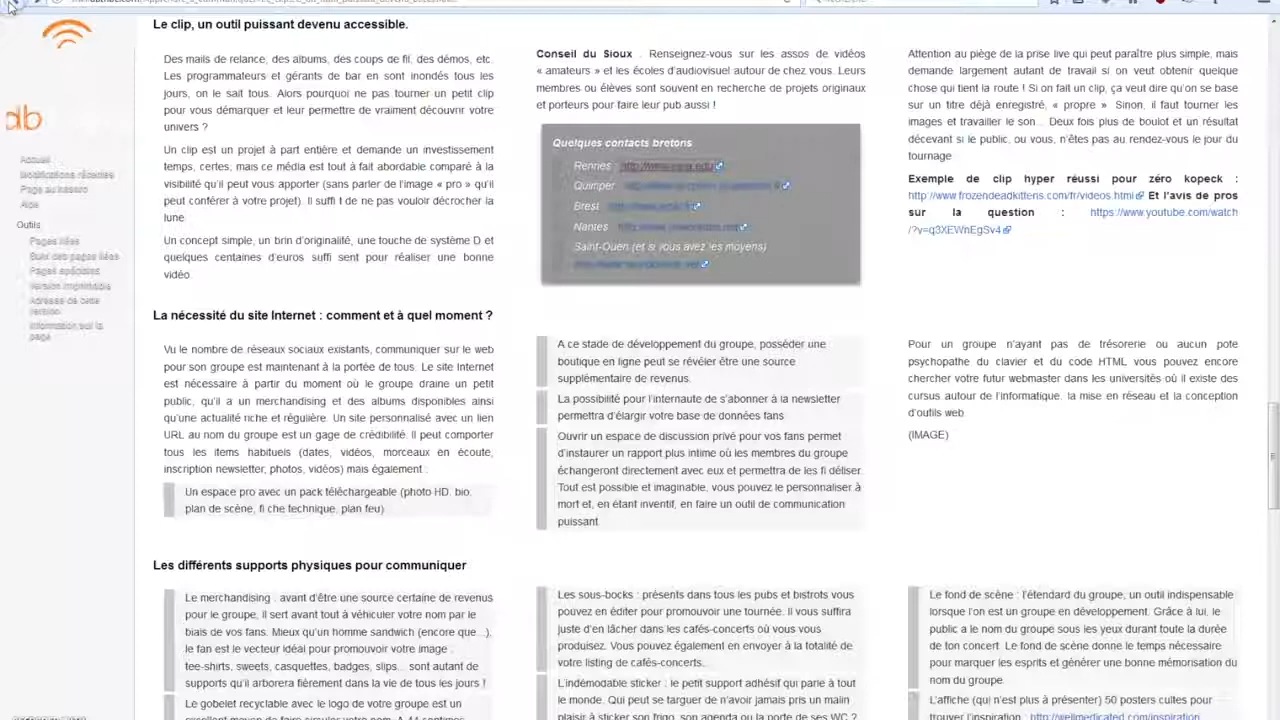 Le clip, un outil puissant devenu accessible.
Des mails de relance, des albums, des coups de fil, des démos, etc.
Les programmateurs et gérants de bar en sont inondés tous les
jours, on le sait tous. Alors pourquoi ne pas tourner un petit clip
pour vous démarquer et leur permettre de vraiment découvrir votre
univers ?
Un clip est un projet à part entière et demande un investissement
temps, certes, mais ce média est tout à fait abordable comparé à la
visibilité qu'il peut vous apporter (sans parler de l'image « pro » qu'il
peut conférer à votre projet). Il suffi t de ne pas vouloir décrocher la
lune.
Un concept simple, un brin d'originalité, une touche de système D et
quelques centaines d'euros suffi sent pour réaliser une bonne
vidéo.
Conseil du Sioux . Renseignez-vous sur les assos de vidéos
« amateurs » et les écoles d'audiovisuel autour de chez vous. Leurs
membres ou élèves sont souvent en recherche de projets originaux
et porteurs pour faire leur pub aussi !
Quelques contacts bretons
Rennes
Quimper
Brest
Nantes
Saint-Ouen (et si vous avez les moyens)
Attention au piège de la prise live qui peut paraître plus simple, mais
demande largement autant de travail si on veut obtenir quelque
chose qui tient la route ! Si on fait un clip, ça veut dire qu'on se base
sur un titre déjà enregistré, « propre ». Sinon, il faut tourner les
images et travailler le son... Deux fois plus de boulot et un résultat
décevant si le public, ou vous, n'êtes pas au rendez-vous le jour du
tournage.
Exemple de clip hyper réussi pour zéro kopeck :
http://www.frozendeadkittens.com/fr/videos.html Et l'avis de pros
sur la question : https://www.youtube.com/watch
/?v=q3XEWnEgSv4
db
Accueil
Modifications récentes
Page au hasard
Aide
Outils
Pages liées
Suivi des pages liées
Pages spéciales
Version imprimable
Adresse de cette
version
Information sur la
page
La nécessité du site Internet : comment et à quel moment ?
Vu le nombre de réseaux sociaux existants, communiquer sur le web
pour son groupe est maintenant à la portée de tous. Le site Internet
est nécessaire à partir du moment où le groupe draine un petit
public, qu'il a un merchandising et des albums disponibles ainsi
qu'une actualité riche et régulière. Un site personnalisé avec un lien
URL au nom du groupe est un gage de crédibilité. Il peut comporter
tous les items habituels (dates, vidéos, morceaux en écoute,
inscription newsletter, photos, vidéos) mais également :
Un espace pro avec un pack téléchargeable (photo HD, bio,
plan de scène, fi che technique, plan feu)
A ce stade de développement du groupe, posséder une
boutique en ligne peut se révéler être une source
supplémentaire de revenus.
La possibilité pour l'internaute de s'abonner à la newsletter
permettra d'élargir votre base de données fans
Ouvrir un espace de discussion privé pour vos fans permet
d'instaurer un rapport plus intime où les membres du groupe
échangeront directement avec eux et permettra de les fi déliser.
Tout est possible et imaginable, vous pouvez le personnaliser à
mort et, en étant inventif, en faire un outil de communication
puissant.
Pour un groupe n'ayant pas de trésorerie ou aucun pote
psychopathe du clavier et du code HTML vous pouvez encore
chercher votre futur webmaster dans les universités où il existe des
cursus autour de l'informatique, la mise en réseau et la conception
d'outils web.
(IMAGE)
Les différents supports physiques pour communiquer
Le merchandising : avant d'être une source certaine de revenus
pour le groupe, il sert avant tout à véhiculer votre nom par le
biais de vos fans. Mieux qu'un homme sandwich (encore que...),
le fan est le vecteur idéal pour promouvoir votre image :
tee-shirts, sweets, casquettes, badges, slips... sont autant de
supports qu'il arborera fièrement dans la vie de tous les jours !
Le gobelet recyclable avec le logo de votre groupe est un
Les sous-bocks : présents dans tous les pubs et bistrots vous
pouvez en éditer pour promouvoir une tournée. Il vous suffira
juste d'en lâcher dans les cafés-concerts où vous vous
produisez. Vous pouvez également en envoyer à la totalité de
votre listing de cafés-concerts.
L'indémodable sticker : le petit support adhésif qui parle à tout
le monde. Qui peut se targuer de n'avoir jamais pris un malin
plaisir à sticker son frigo, son agenda ou la porte de ses WC ?
Le fond de scène : l'étendard du groupe, un outil indispensable
lorsque l'on est un groupe en développement. Grâce à lui, le
public a le nom du groupe sous les yeux durant toute la durée
de ton concert. Le fond de scène donne le temps nécessaire
pour marquer les esprits et générer une bonne mémorisation du
nom du groupe.
L'affiche (qui n'est plus à présenter) 50 posters cultes pour
trouver l'inspiration : http://wellmedicated.com/inspiration